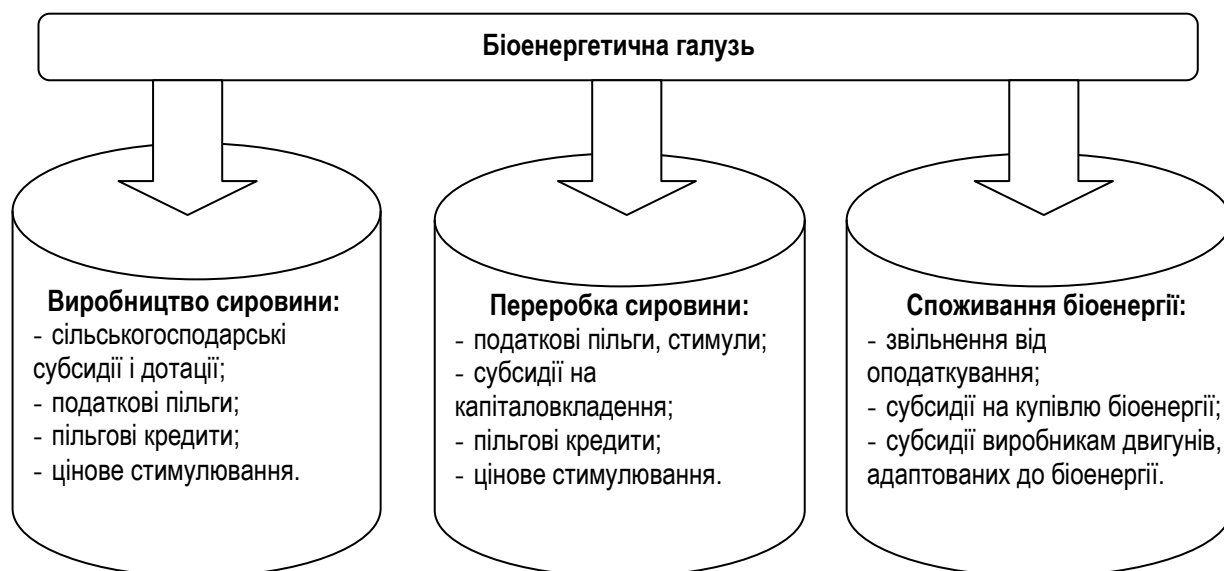 Біоенергетична галузь
Виробництво сировини:
- сільськогосподарські
субсидії і дотації;
- податкові пільги;
- пільгові кредити;
- цінове стимулювання.
Переробка сировини:
- податкові пільги, стимули;
- субсидії на
капіталовкладення;
- пільгові кредити;
- цінове стимулювання.
Споживання біоенергії:
- звільнення від
оподаткування;
- субсидії на купівлю біоенергії;
- субсидії виробникам двигунів,
адаптованих до біоенергії.